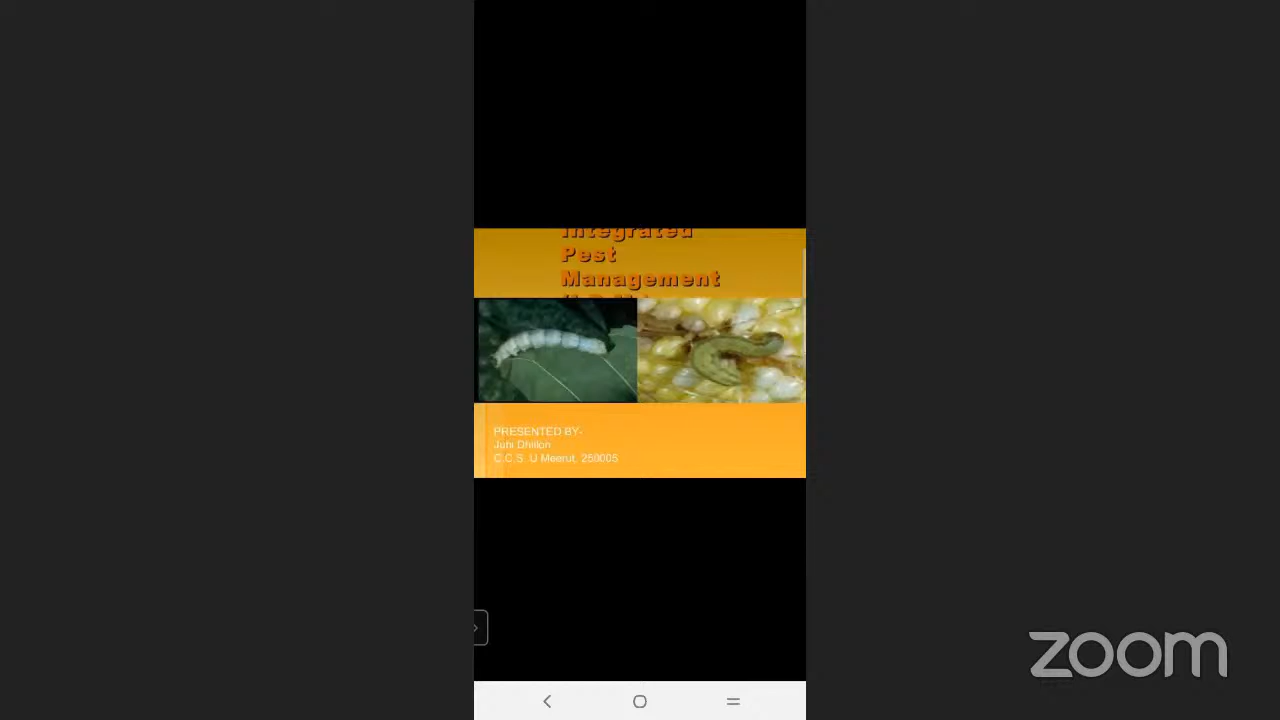 Integrated
Pest
Management
PRESENTED BY-
Juhi Dhillon
C.C.S. U Meerut. 250005
zoom